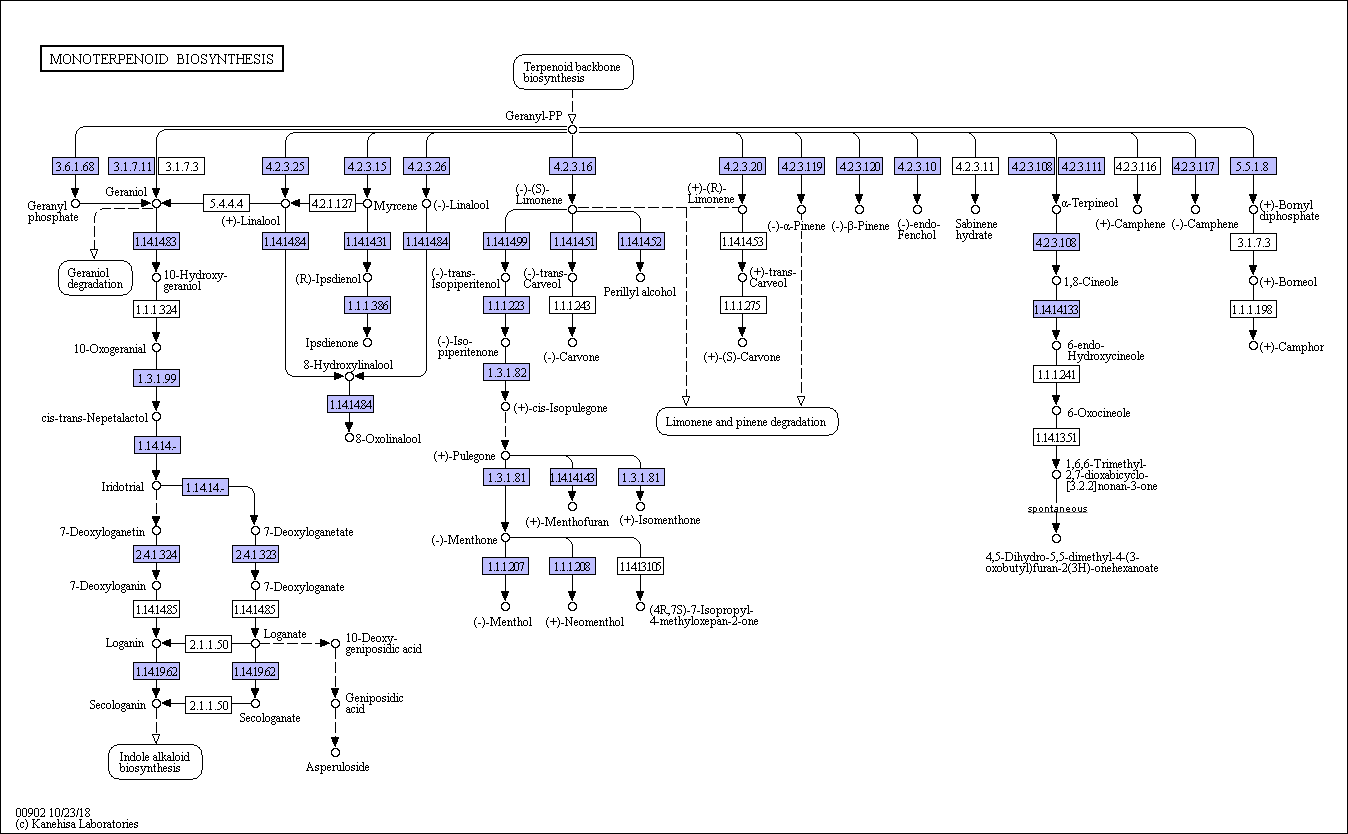 MONOTERPENOID BIOSYNTHESIS
Terpenoid backbone
biosynthesis
Geranyl-PP
3.6.1.68
3.1.7.11
3.1.7.3
4.2.3.25
4.2.3.15
4.2.3.26
4.2.3.16
4.2.3.20
4.2.3.119
4.2.3.120
4.2.3.10
4.2.3.11
4.2.3.108
4.2.3.111
4.2.3.116
4.2.3.117
5.5.1.8
Geranyl
phosphate
Geraniol
5.4.4.4
(+)-Linalool
4.2.1.127
Myrcene
(-)-Linalool
(-)-(S)-
Limonene
(+)-(R)-
Limonene
(-)-α-Pinene
(-)-β-Pinene
(-)-endo-
Fenchol
Sabinene
hydrate
α-Terpineol
(+)-Camphene
(-)-Camphene
(+)-Bornyl
diphosphate
1.14.14.83
1.14.14.84
1.14.14.31
1.14.14.84
1.14.14.99
1.14.14.51
1.14.14.52
1.14.14.53
4.2.3.108
3.1.7.3
Geraniol
degradation
10-Hydroxy-
geraniol
(R)-Ipsdienol
(-)-trans-
Isopiperitenol
(-)-trans-
Carveol
Perillyl alcohol
(+)-trans-
Carveol
1,8-Cineole
(+)-Borneol
1.1.1.324
1.1.1.386
1.1.1.223
1.1.1.243
1.1.1.275
1.14.14.133
1.1.1.198
10-Oxogeranial
Ipsdienone
(-)-Iso-
piperitenone
(-)-Carvone
(+)-(S)-Carvone
6-endo-
Hydroxycineole
(+)-Camphor
8-Hydroxylinalool
1.3.1.99
1.3.1.82
1.1.1.241
1.14.14.84
(+)-cis-Isopulegone
6-Oxocineole
cis-trans-Nepetalactol
Limonene and pinene degradation
8-Oxolinalool
1.14.14.-
1.14.13.51
(+)-Pulegone
1,6,6-Trimethyl-
2,7-dioxabicyclo-
[3.2.2]nonan-3-one
Iridotrial
1.14.14.-
1.3.1.81
1.14.14.143
1.3.1.81
spontaneous
(+)-Menthofuran
(+)-Isomenthone
7-Deoxyloganetin
7-Deoxyloganetate
(-)-Menthone
2.4.1.324
2.4.1.323
4,5-Dihydro-5,5-dimethyl-4-(3-
oxobutyl)furan-2(3H)-onehexanoate
1.1.1.207
1.1.1.208
1.14.13.105
7-Deoxyloganin
7-Deoxyloganate
1.14.14.85
1.14.14.85
(-)-Menthol
(+)-Neomenthol
(4R,7S)-7-Isopropyl-
4-methyloxepan-2-one
Loganin
2.1.1.50
Loganate
10-Deoxy-
geniposidic acid
1.14.19.62
1.14.19.62
Secologanin
2.1.1.50
Secologanate
Geniposidic
acid
Indole alkaloid
biosynthesis
Asperuloside
00902 10/23/18
(c) Kanehisa Laboratories